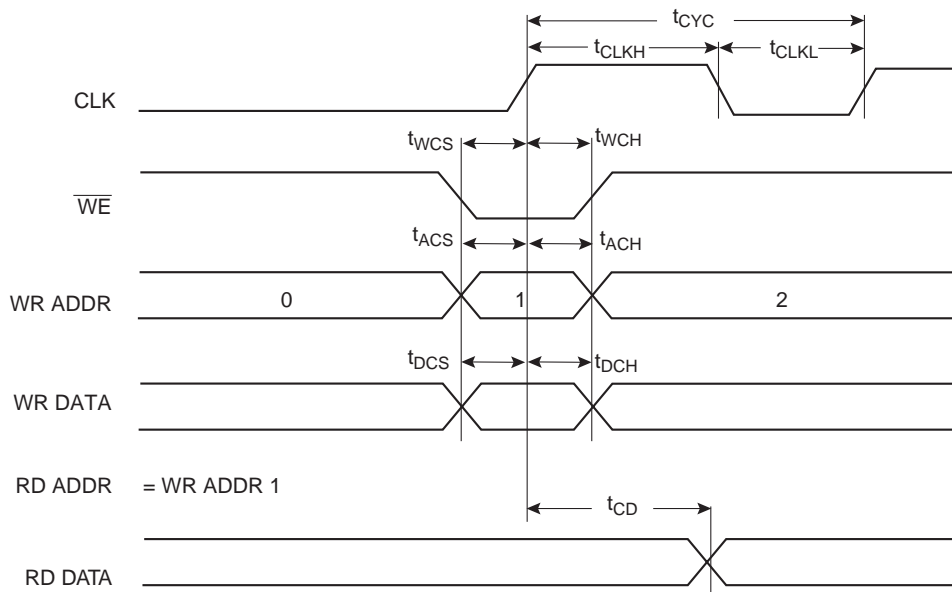 tCYC
tCLKH
tCLKL
CLK
tWCS
tWCH
WE
tACS
tACH
WR ADDR
0
1
2
tDCS
tDCH
WR DATA
RD ADDR = WR ADDR 1
tCD
RD DATA